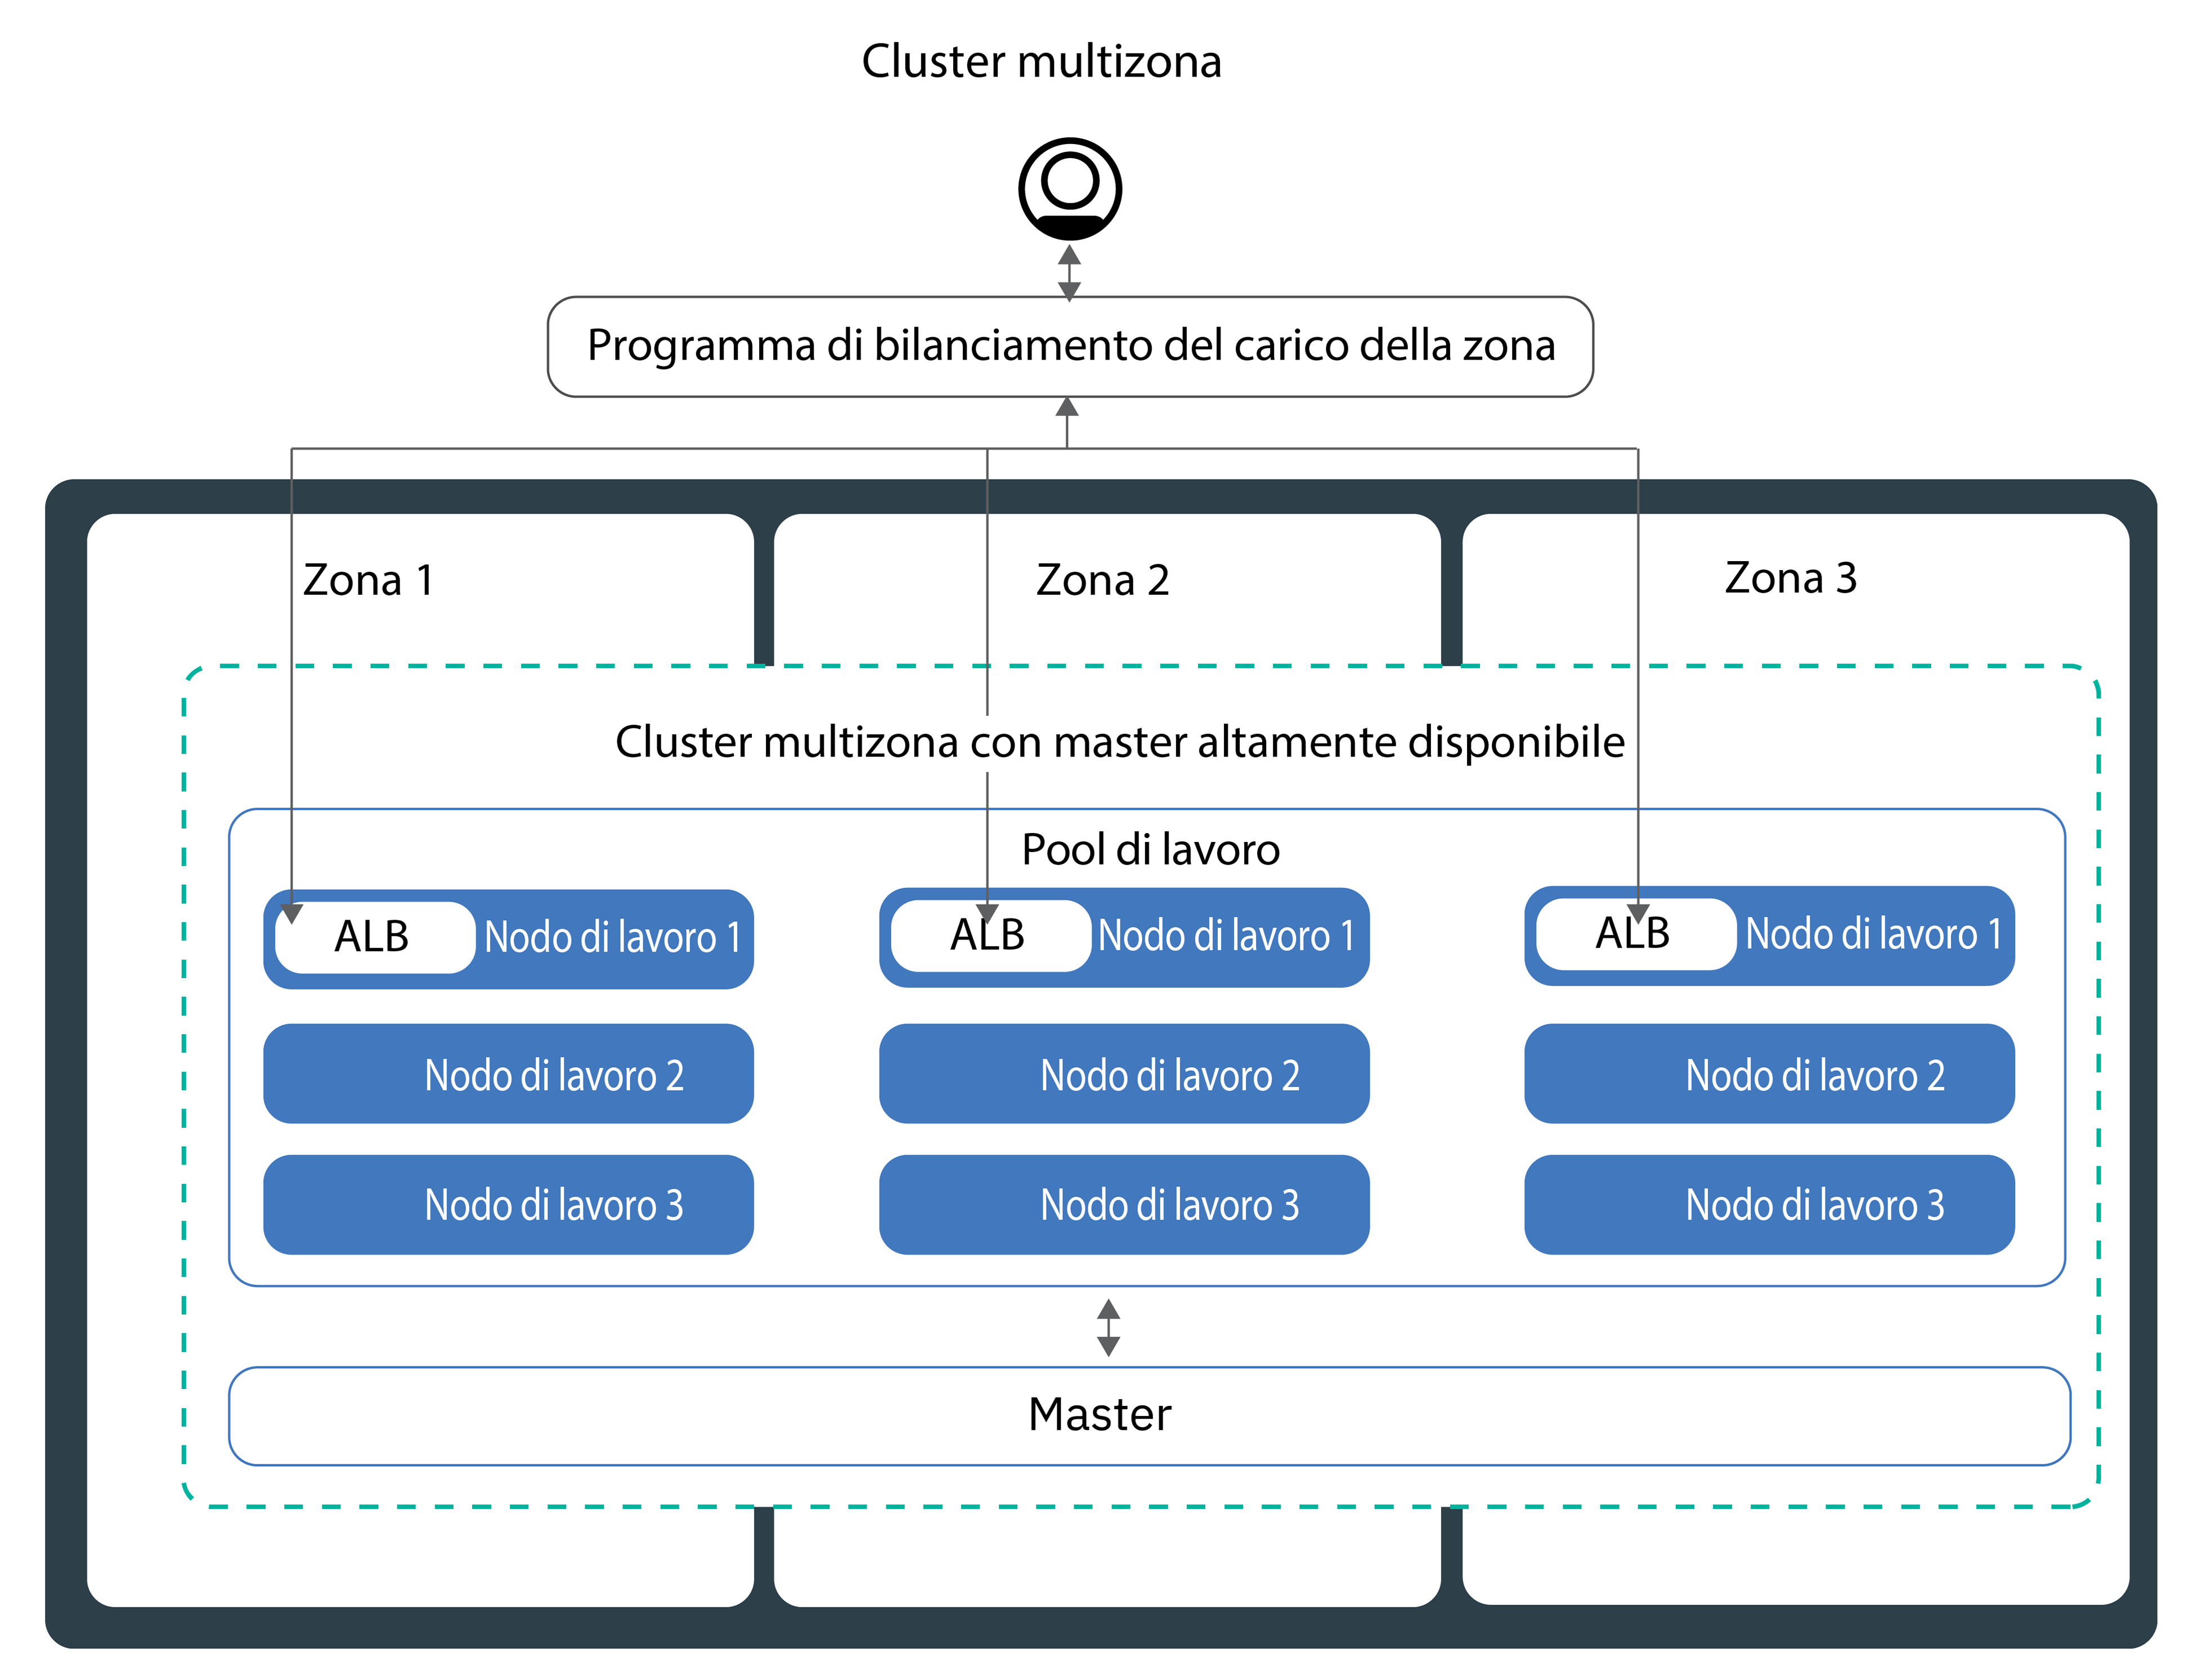 Cluster multizona
Programma di bilanciamento del carico della zona
Zona 1
Zona 2
Zona 3
Cluster multizona con master altamente disponibile
Pool di lavoro
ALB
Nodo di lavoro 1
ALB
Nodo di lavoro 1
ALB
Nodo di lavoro 1
Nodo di lavoro 2
Nodo di lavoro 2
Nodo di lavoro 2
Nodo di lavoro 3
Nodo di lavoro 3
Nodo di lavoro 3
Master